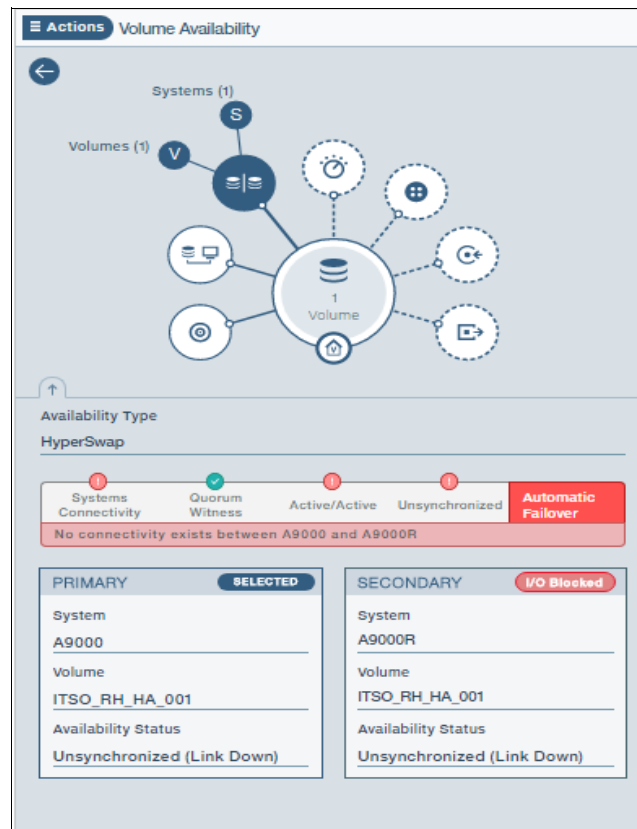 Actions Volume Availability
Systems (1)
S
Volumes (1)
V
1
Volume
V
Availability Type
HyperSwap
Systems Connectivity
Quorum Witness
Active/Active
Unsynchronized
Automatic Failover
No connectivity exists between A9000 and A9000R
PRIMARY SELECTED
System
A9000
Volume
ITSO_RH_HA_001
Availability Status
Unsynchronized (Link Down)
SECONDARY I/O Blocked
System
A9000R
Volume
ITSO_RH_HA_001
Availability Status
Unsynchronized (Link Down)